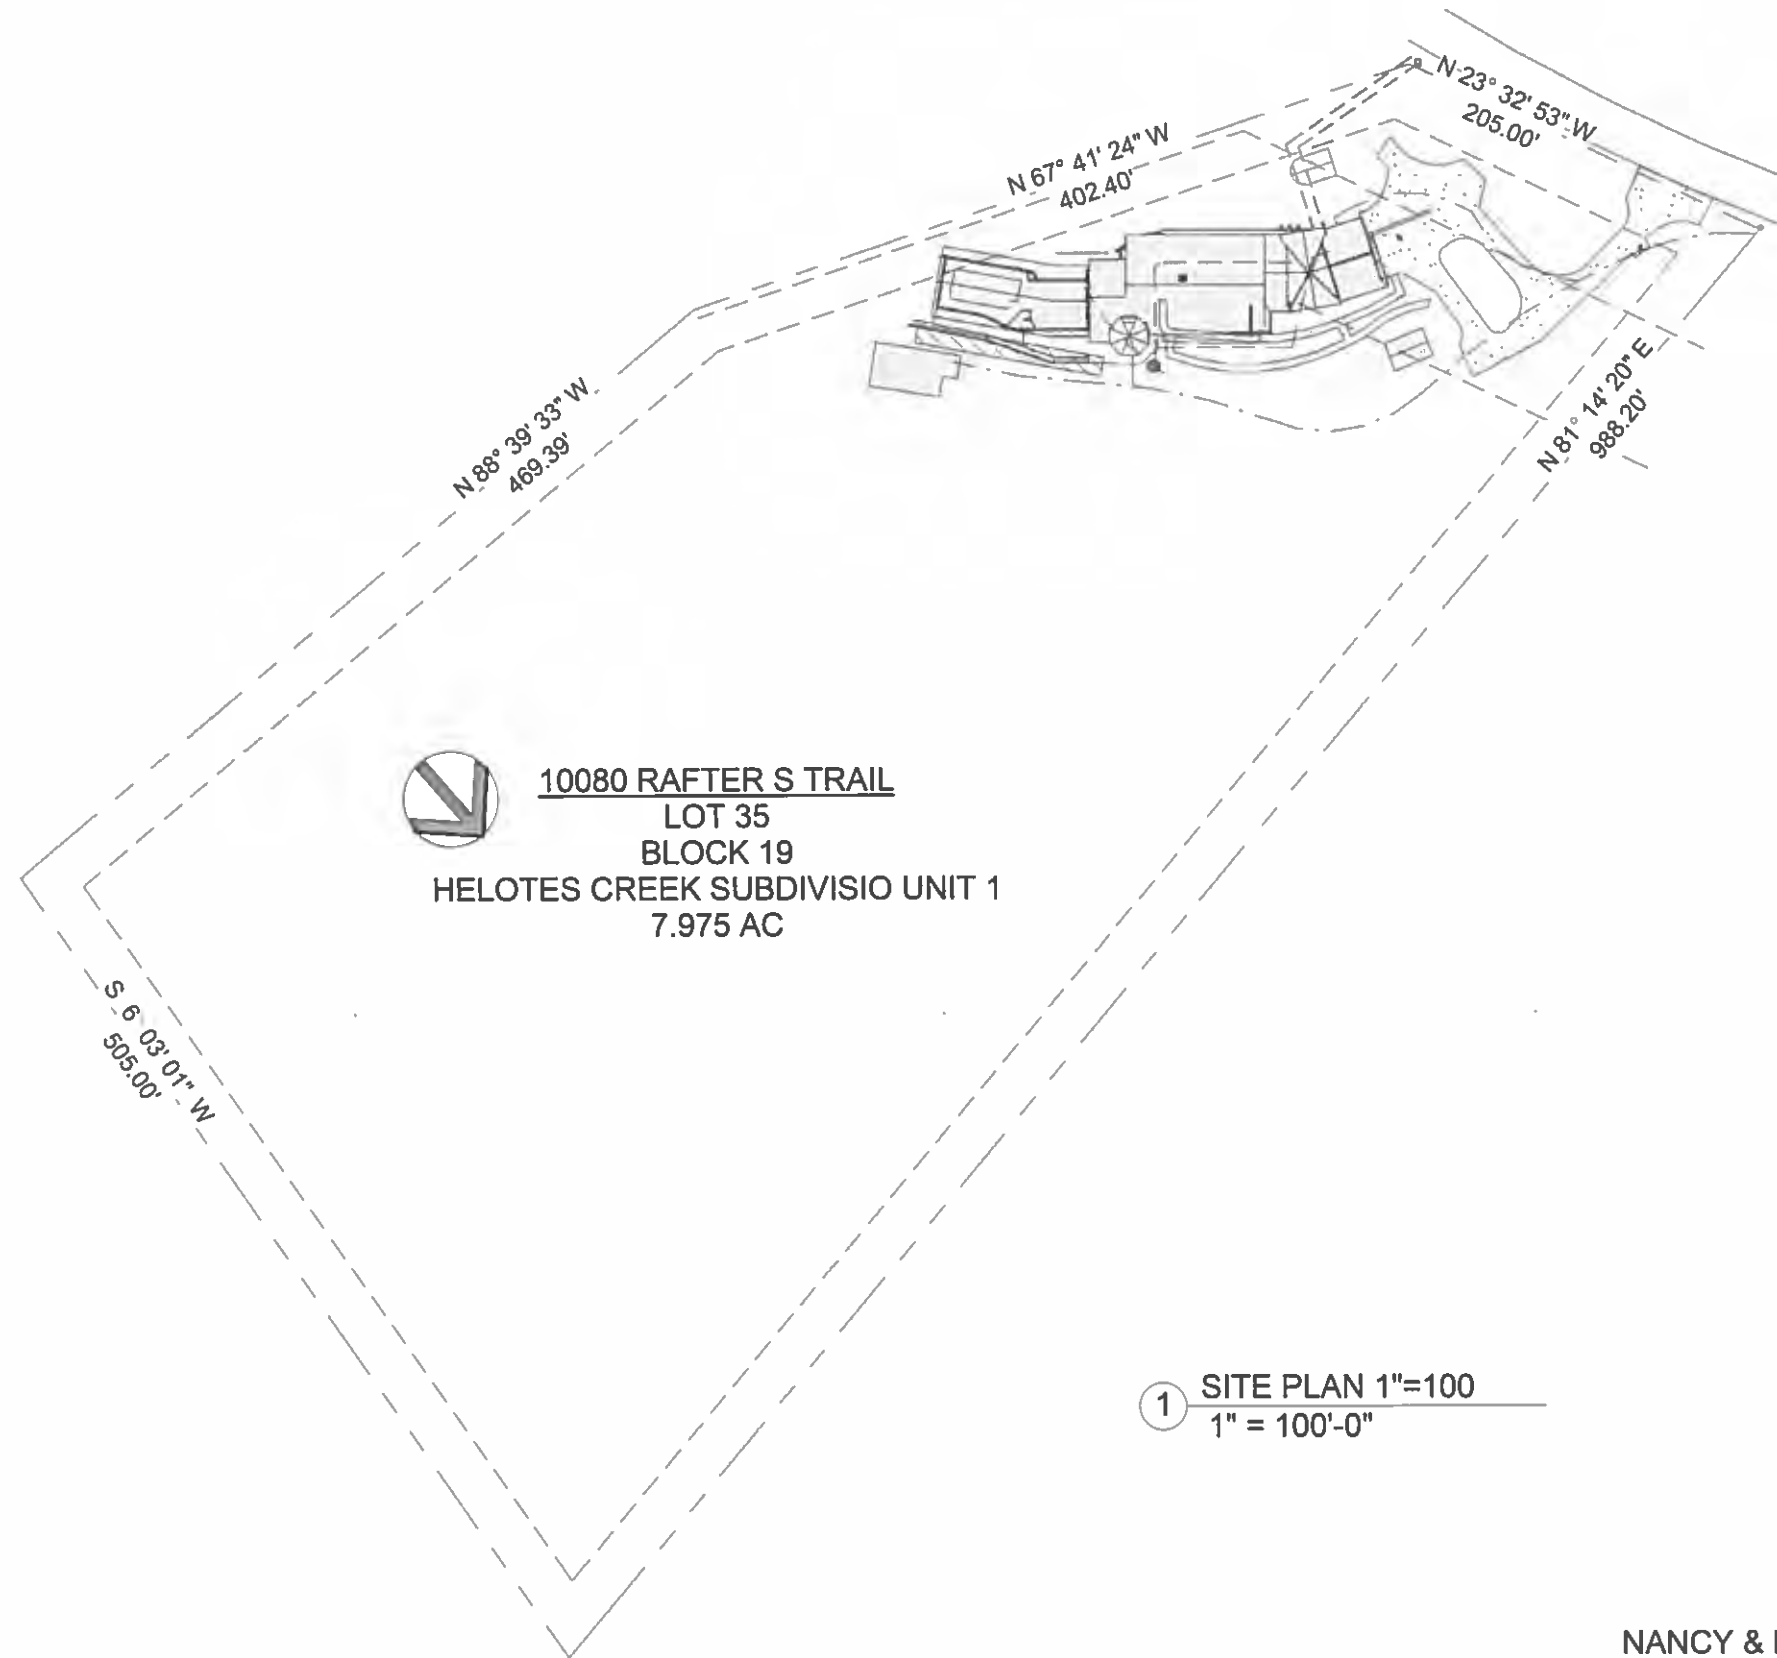 N 23° 32' 53" W
205.00'
N 67° 41' 24" W
402.40'
N 88° 39' 33" W
469.39'
N 81° 14' 20" E
988.20'
10080 RAFTER S TRAIL
LOT 35
BLOCK 19
HELOTES CREEK SUBDIVISIO UNIT 1
7.975 AC
S 6° 03' 01" W
505.00'
1
SITE PLAN 1"=100
1" = 100'-0"
NANCY &